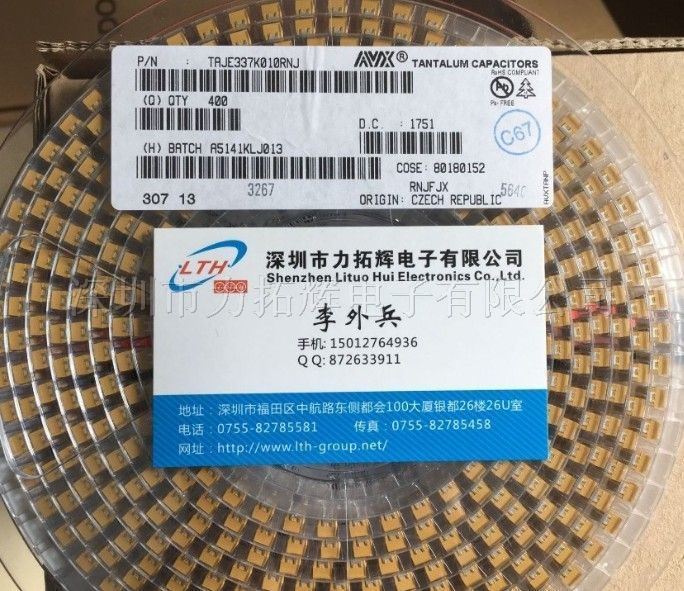 P/N : TAJE337K010RNJ
AVX® TANTALUM CAPACITORS
RoHS COMPLIANT
(Q) QTY 400
Pb FREE
D.C. : 1751
C67
(H) BATCH A5141KLJ013
COSE: 80180152
3267
RNJFJX
307 13
ORIGIN: CZECH REPUBLIC
LTH
深圳市力拓辉电子有限公司
Shenzhen Lituo Hui Electronics Co.,Ltd.
深圳市力拓辉电子有限公司
李外兵
手机: 15012764936
Q Q: 872633911
地址：深圳市福田区中航路东侧都会100大厦银都26楼26U室
电话：0755-82785581 传真：0755-82785458
网址：http://www.lth-group.net/